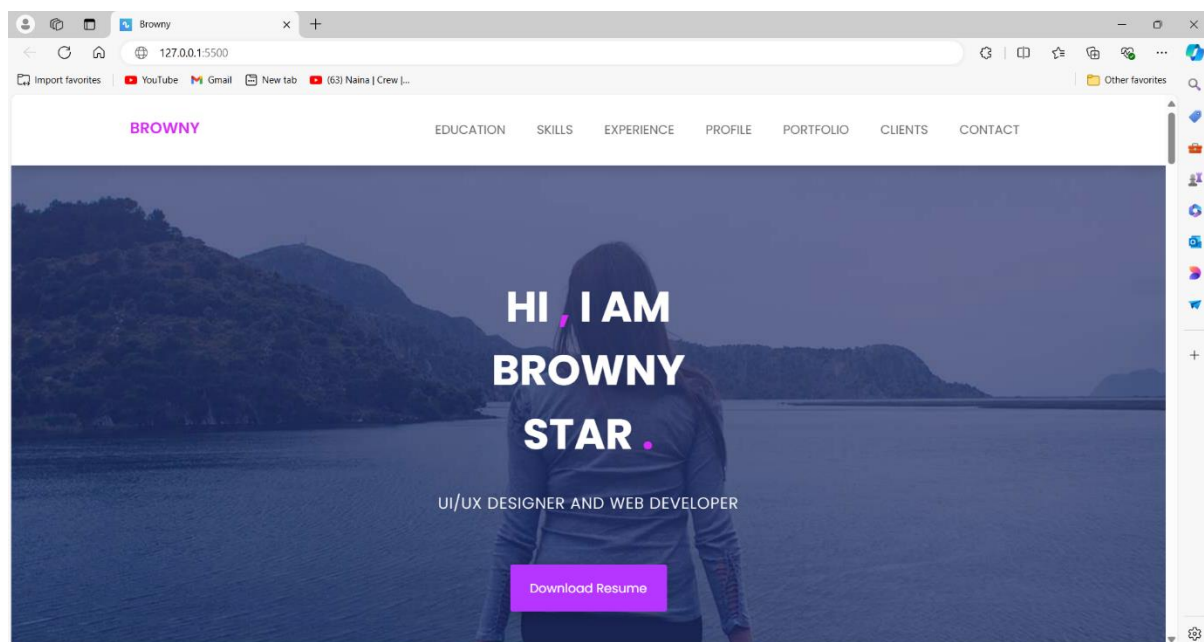 Browny
127.0.0.1:5500
Import favorites YouTube Gmail New tab (63) Naina | Crew |... Other favorites
BROWNY EDUCATION SKILLS EXPERIENCE PROFILE PORTFOLIO CLIENTS CONTACT
HI , I AM
BROWNY
STAR .
UI/UX DESIGNER AND WEB DEVELOPER
Download Resume